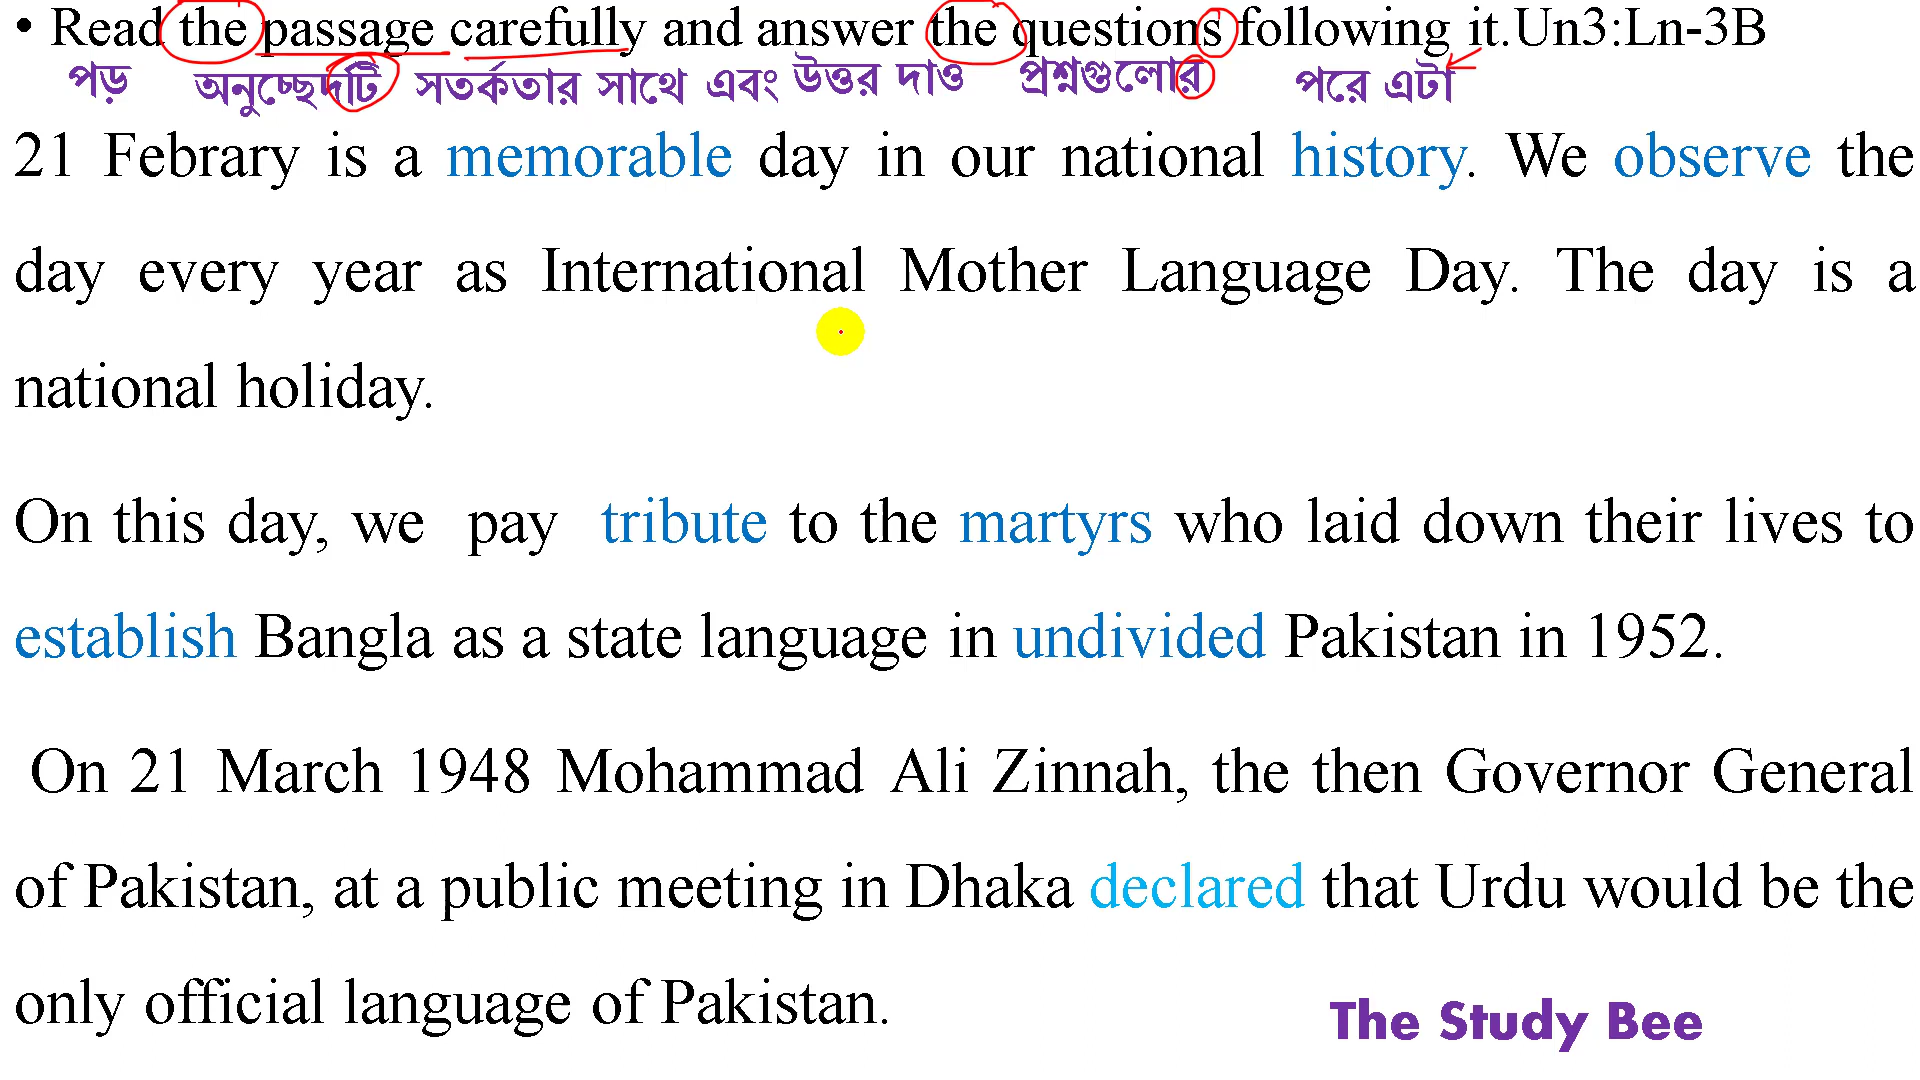 • Read the passage carefully and answer the questions following it.Un3:Ln-3B
পড় অনুচ্ছেদটি সতর্কতার সাথে এবং উত্তর দাও প্রশ্নগুলোর পরে এটা
21 Febrary is a memorable day in our national history. We observe the
day every year as International Mother Language Day. The day is a
national holiday.
On this day, we pay tribute to the martyrs who laid down their lives to
establish Bangla as a state language in undivided Pakistan in 1952.
On 21 March 1948 Mohammad Ali Zinnah, the then Governor General
of Pakistan, at a public meeting in Dhaka declared that Urdu would be the
only official language of Pakistan.
The Study Bee